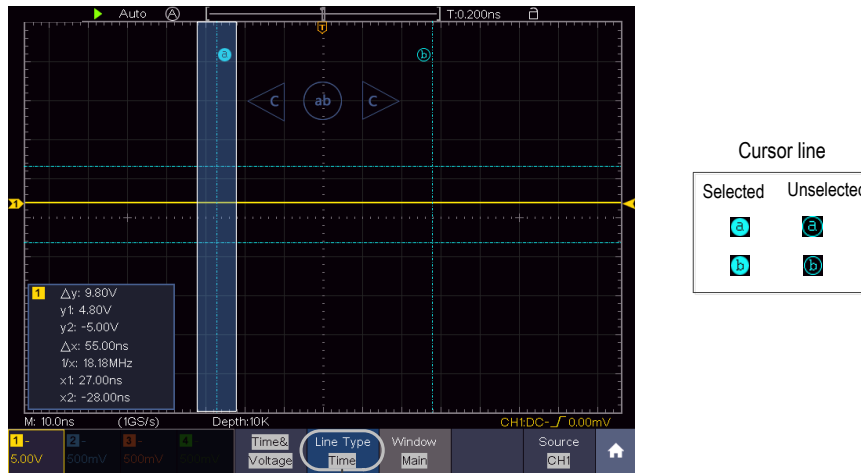 Auto A T T:0.200ns
a b
C ab C
1
1 △y: 9.80V
y1: 4.80V
y2: -5.00V
△x: 55.00ns
1/x: 18.18MHz
x1: 27.00ns
x2: -28.00ns
M: 10.0ns (1GS/s) Depth:10K CH1:DC- 0.00mV
1 - 2 - 3 - 4 - Time& Line Type Window Source
5.00V 500mV 500mV Voltage Time Main CH1
Cursor line
Selected Unselected
a a
b b